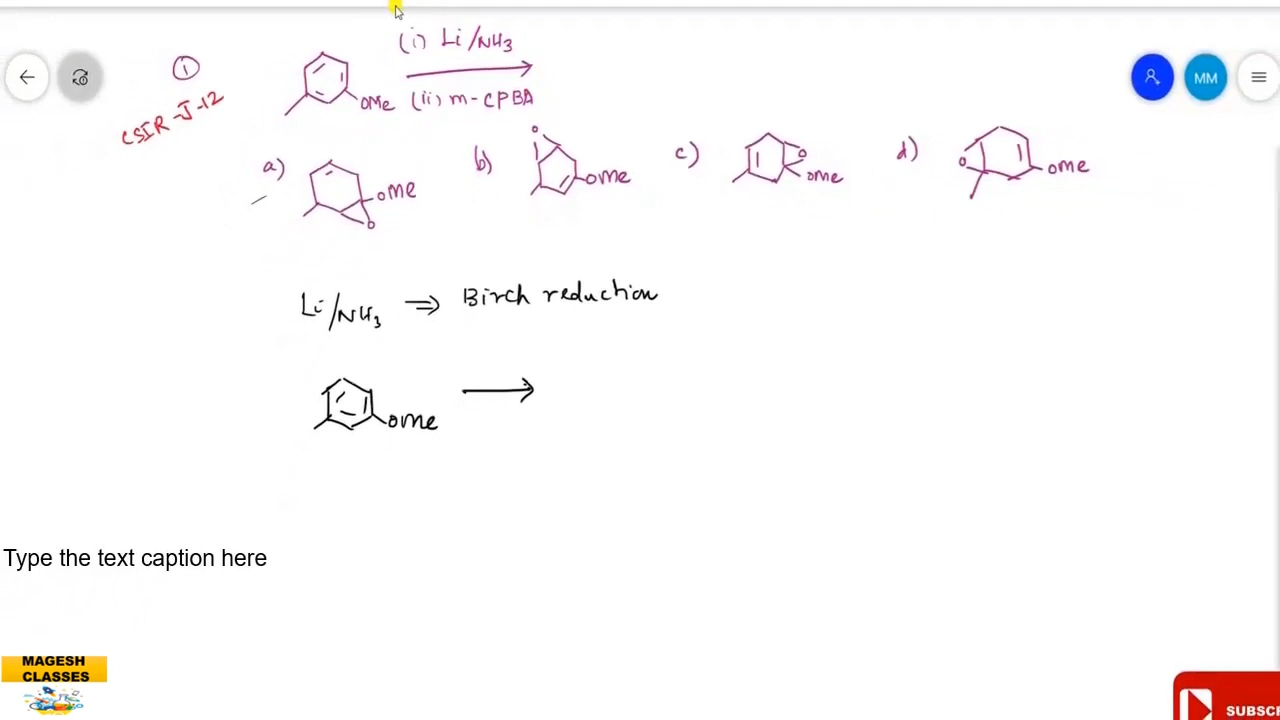 (i) Li/NH3
①
(ii) m-CPBA
OMe
CSIR-J-12
a)
b)
c)
d)
o
o
o
OMe
OMe
OMe
OMe
o
MM
Li/NH3 ⇒ Birch reduction
OMe
Type the text caption here
MAGESH
CLASSES
SUBSC